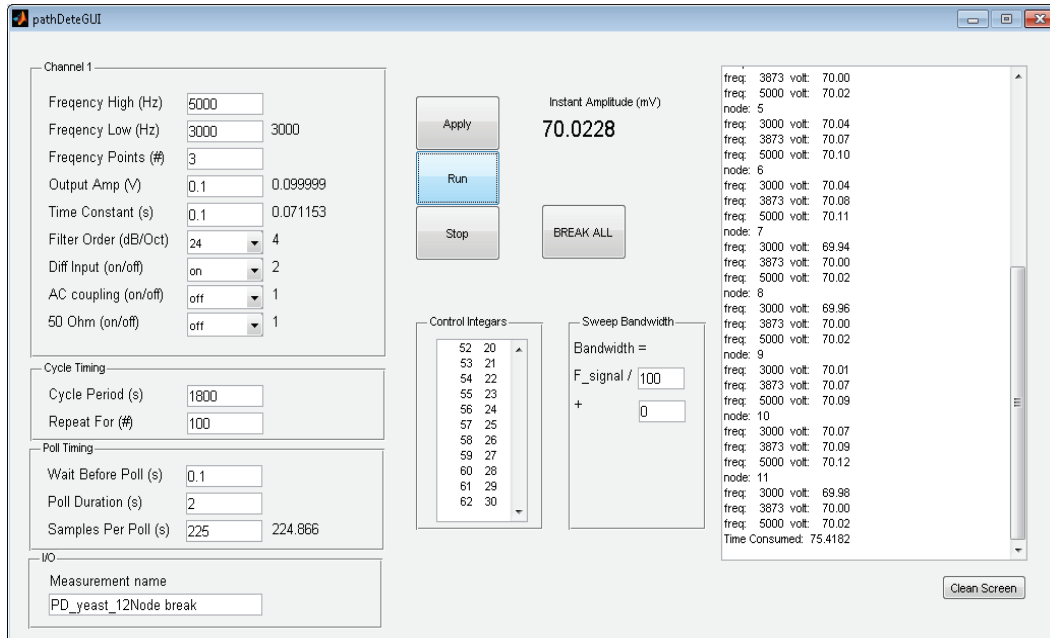 pathDeteGUI
Channel 1
Freqency High (Hz) 5000
Freqency Low (Hz) 3000 3000
Freqency Points (#) 3
Output Amp (V) 0.1 0.099999
Time Constant (s) 0.1 0.071153
Filter Order (dB/Oct) 24 4
Diff Input (on/off) on 2
AC coupling (on/off) off 1
50 Ohm (on/off) off 1
Cycle Timing
Cycle Period (s) 1800
Repeat For (#) 100
Poll Timing
Wait Before Poll (s) 0.1
Poll Duration (s) 2
Samples Per Poll (s) 225 224.866
I/O
Measurement name
PD_yeast_12Node break
Apply
Run
Stop
Instant Amplitude (mV)
70.0228
BREAK ALL
Control Integars
52 20
53 21
54 22
55 23
56 24
57 25
58 26
59 27
60 28
61 29
62 30
Sweep Bandwidth
Bandwidth =
F_signal / 100
+ 0
freq: 3873 volt: 70.00
freq: 5000 volt: 70.02
node: 5
freq: 3000 volt: 70.04
freq: 3873 volt: 70.07
freq: 5000 volt: 70.10
node: 6
freq: 3000 volt: 70.04
freq: 3873 volt: 70.08
freq: 5000 volt: 70.11
node: 7
freq: 3000 volt: 69.94
freq: 3873 volt: 70.00
freq: 5000 volt: 70.02
node: 8
freq: 3000 volt: 69.96
freq: 3873 volt: 70.00
freq: 5000 volt: 70.02
node: 9
freq: 3000 volt: 70.01
freq: 3873 volt: 70.07
freq: 5000 volt: 70.09
node: 10
freq: 3000 volt: 70.07
freq: 3873 volt: 70.09
freq: 5000 volt: 70.12
node: 11
freq: 3000 volt: 69.98
freq: 3873 volt: 70.00
freq: 5000 volt: 70.02
Time Consumed: 75.4182
Clean Screen